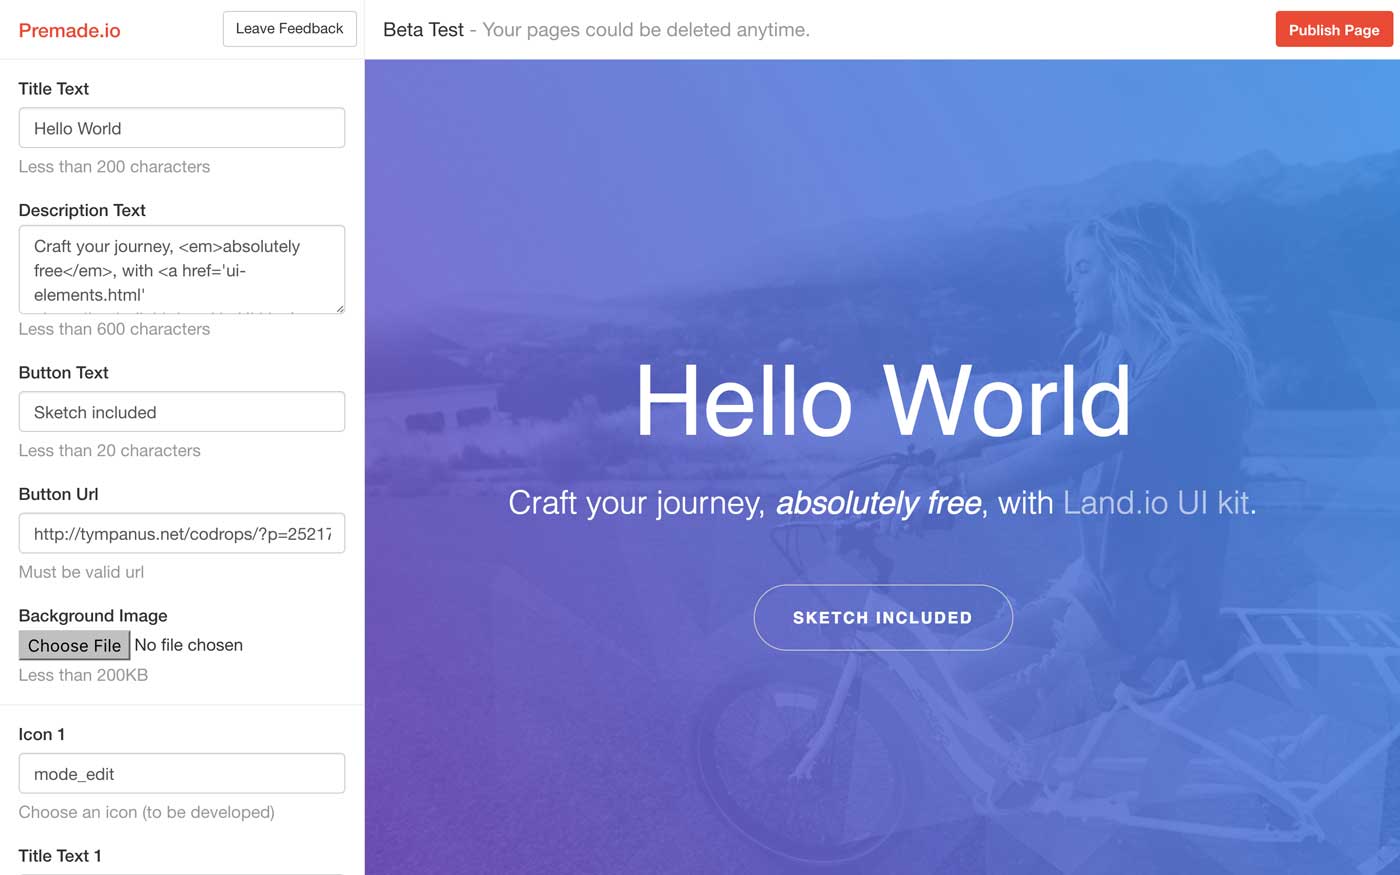 Premade.io
Leave Feedback
Beta Test - Your pages could be deleted anytime.
Publish Page
Title Text
Hello World
Less than 200 characters
Description Text
Craft your journey, <em>absolutely
free</em>, with <a href='ui-
elements.html'
Less than 600 characters
Button Text
Sketch included
Less than 20 characters
Button Url
http://tympanus.net/codrops/?p=25217
Must be valid url
Background Image
Choose File No file chosen
Less than 200KB
Icon 1
mode_edit
Choose an icon (to be developed)
Title Text 1
Hello World
Craft your journey, absolutely free, with Land.io UI kit.
SKETCH INCLUDED